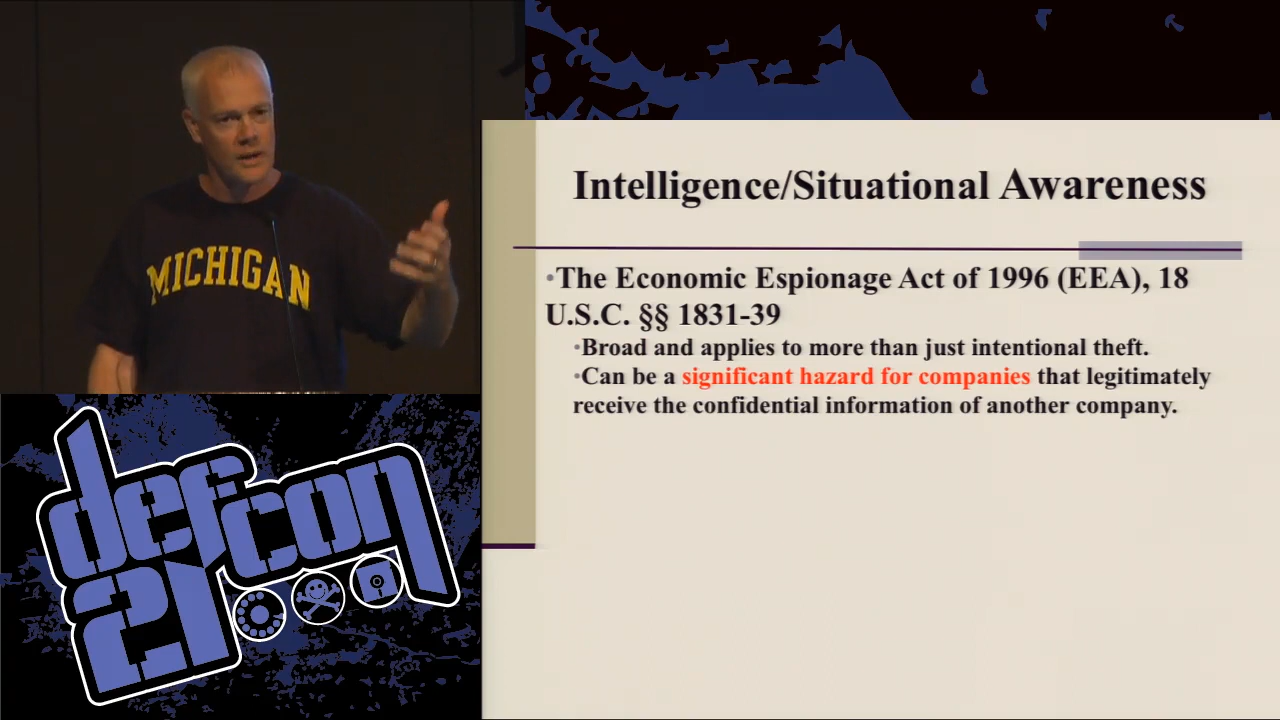 MICHIGAN
Intelligence/Situational Awareness
•The Economic Espionage Act of 1996 (EEA), 18
U.S.C. §§ 1831-39
•Broad and applies to more than just intentional theft.
•Can be a significant hazard for companies that legitimately
receive the confidential information of another company.
defcon
21